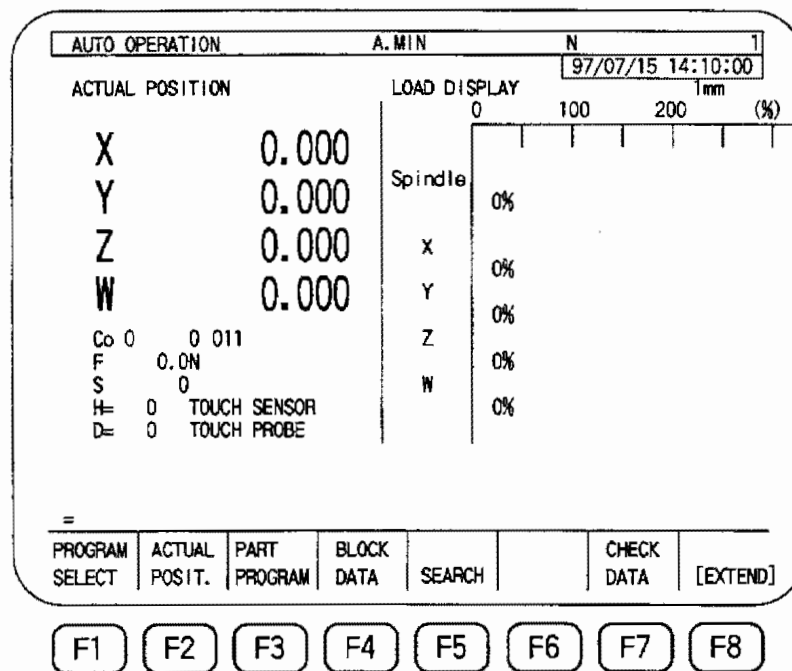 AUTO OPERATION A.MIN N 1
97/07/15 14:10:00
ACTUAL POSITION LOAD DISPLAY 1mm
0 100 200 (%)
X 0.000
Spindle
Y 0.000 0%
Z 0.000 X
0%
W 0.000 Y
0%
Co 0 0 011 Z
F 0.0N 0%
S 0 W
H= 0 TOUCH SENSOR 0%
D= 0 TOUCH PROBE
=
PROGRAM ACTUAL PART BLOCK CHECK
SELECT POSIT. PROGRAM DATA SEARCH DATA [EXTEND]
F1 F2 F3 F4 F5 F6 F7 F8